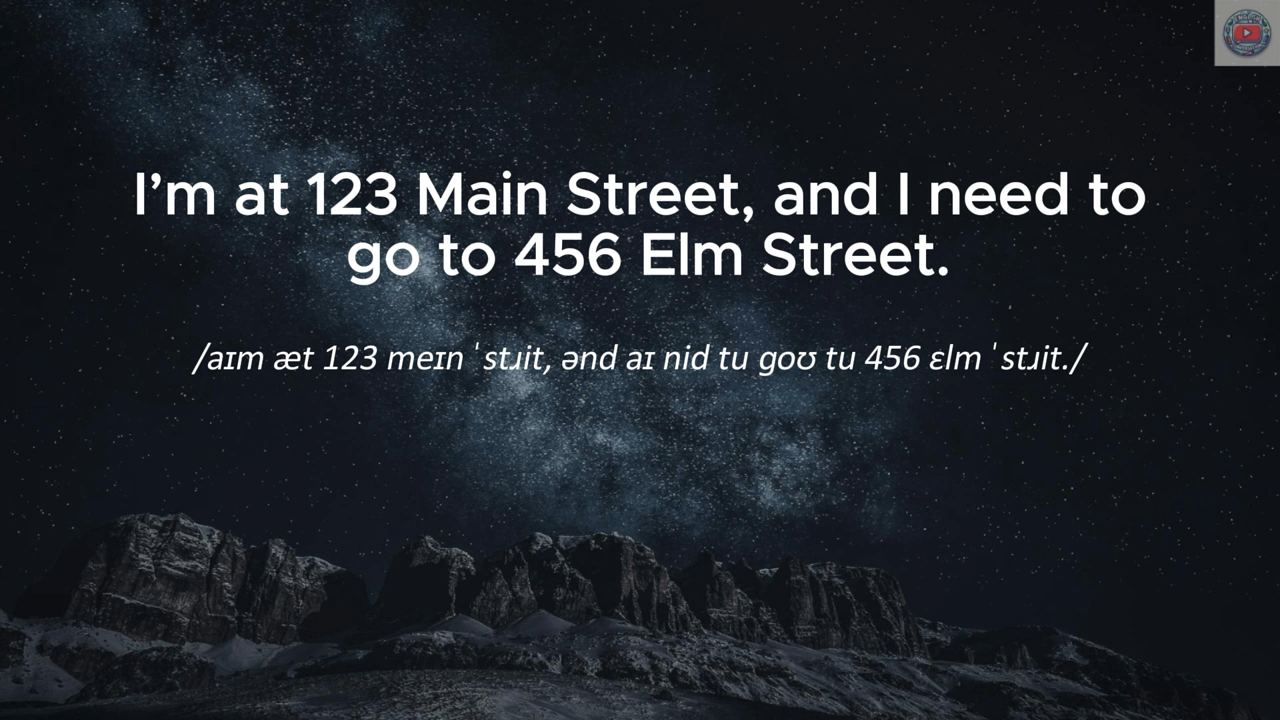 I’m at 123 Main Street, and I need to
go to 456 Elm Street.
/aɪm æt 123 meɪn ˈstɹit, ənd aɪ nid tu goʊ tu 456 ɛlm ˈstɹit./